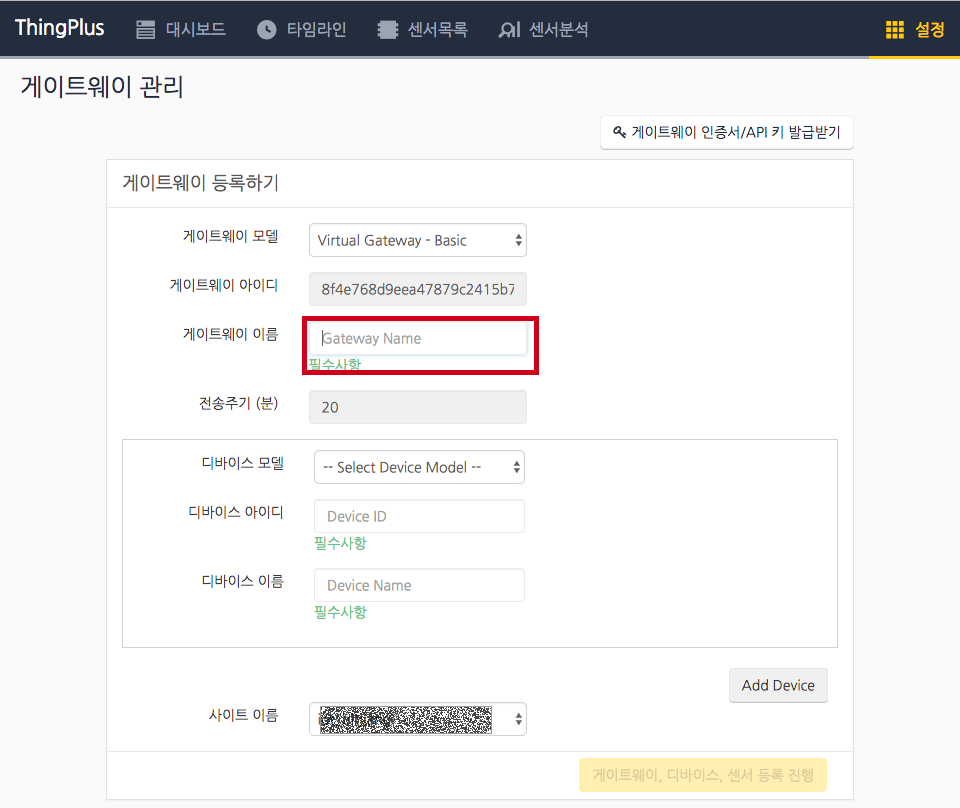 ThingPlus 대시보드 타임라인 센서목록 센서분석 설정
게이트웨이 관리
게이트웨이 인증서/API 키 발급받기
게이트웨이 등록하기
게이트웨이 모델 Virtual Gateway - Basic
게이트웨이 아이디 8f4e768d9eea47879c2415b7
게이트웨이 이름 Gateway Name
필수사항
전송주기 (분) 20
디바이스 모델 -- Select Device Model --
디바이스 아이디 Device ID
필수사항
디바이스 이름 Device Name
필수사항
Add Device
사이트 이름
게이트웨이, 디바이스, 센서 등록 진행